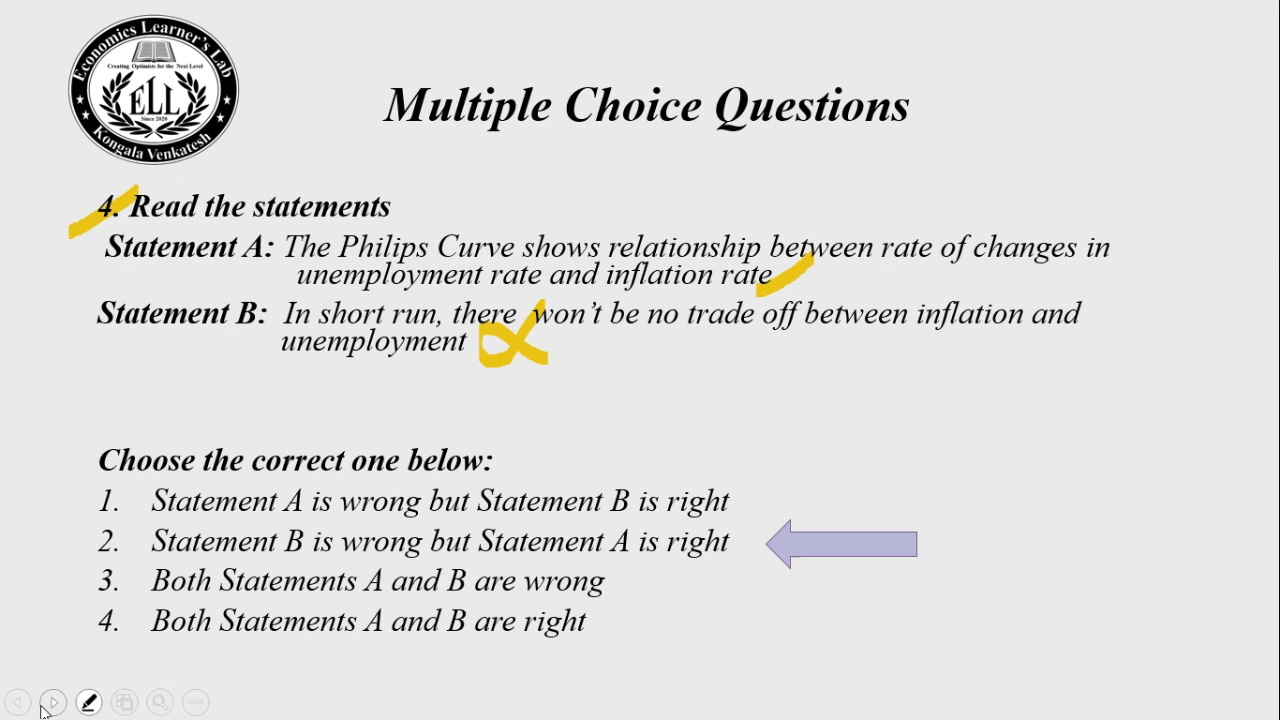 Economics Learner's Lab
Creating Optimists for the Next Level
ELL
Since 2020
Kongala Venkatesh
Multiple Choice Questions
4. Read the statements
Statement A: The Philips Curve shows relationship between rate of changes in
unemployment rate and inflation rate
Statement B: In short run, there won't be no trade off between inflation and
unemployment
Choose the correct one below:
1. Statement A is wrong but Statement B is right
2. Statement B is wrong but Statement A is right
3. Both Statements A and B are wrong
4. Both Statements A and B are right